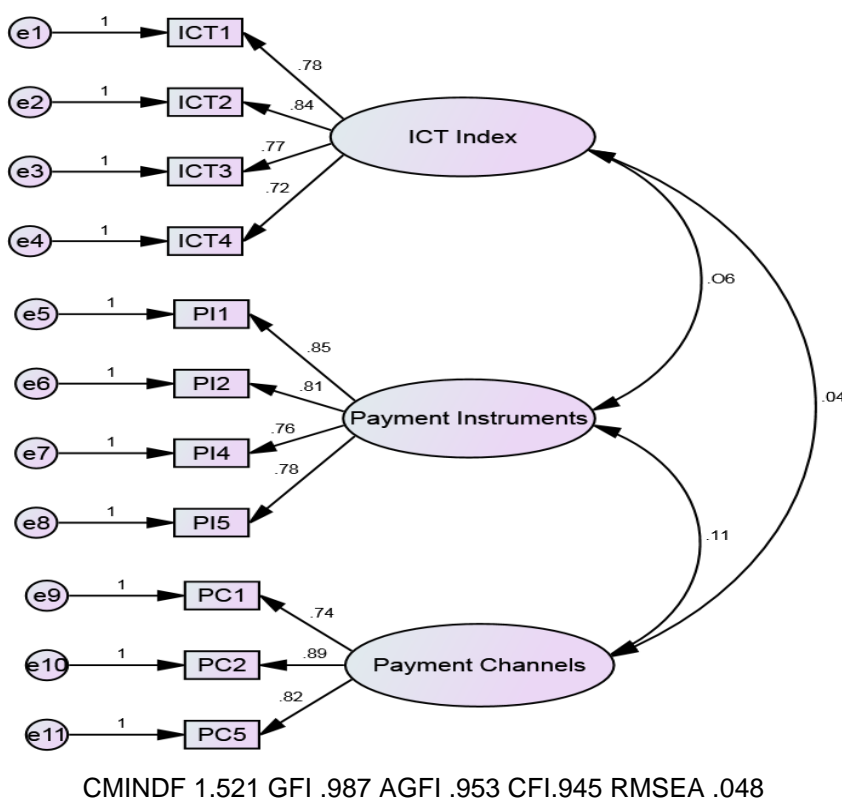 e1 1 ICT1
.78
e2 1 ICT2 .84
ICT Index
e3 1 ICT3 .77
.72
e4 1 ICT4
.O6
e5 1 PI1
.85
e6 1 PI2 .81
.04
Payment Instruments
e7 1 PI4 .76
.78
e8 1 PI5
.11
e9 1 PC1
.74
e10 1 PC2 .89
Payment Channels
.82
e11 1 PC5
CMINDF 1.521 GFI .987 AGFI .953 CFI.945 RMSEA .048